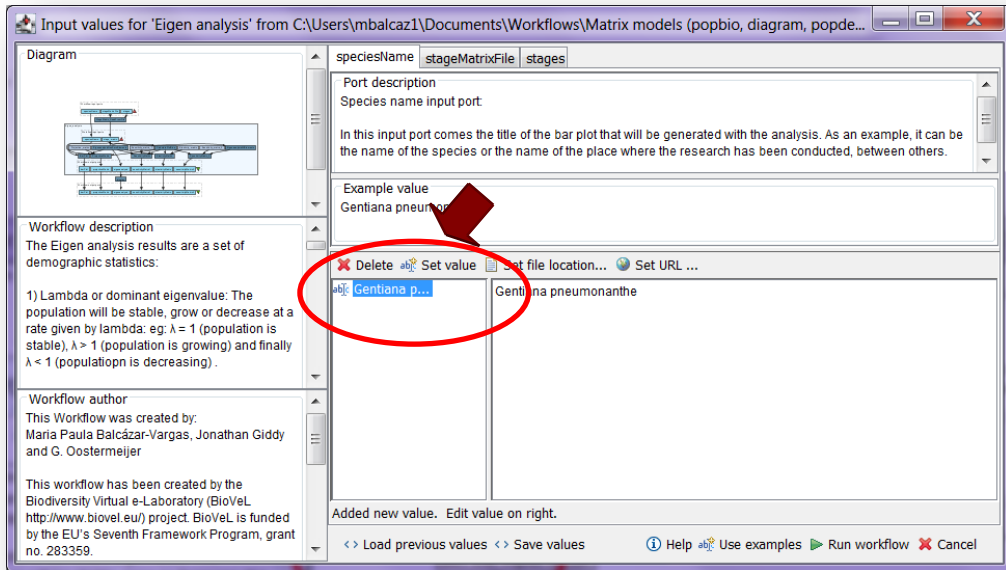 Input values for 'Eigen analysis' from C:\Users\mbalcaz1\Documents\Workflows\Matrix models (popbio, diagram, popde...
Diagram
Workflow description
The Eigen analysis results are a set of
demographic statistics:
1) Lambda or dominant eigenvalue: The
population will be stable, grow or decrease at a
rate given by lambda: eg: λ = 1 (population is
stable), λ > 1 (population is growing) and finally
λ < 1 (populatiopn is decreasing) .
Workflow author
This Workflow was created by:
Maria Paula Balcázar-Vargas, Jonathan Giddy
and G. Oostermeijer
This workflow has been created by the
Biodiversity Virtual e-Laboratory (BioVeL
http://www.biovel.eu/) project. BioVeL is funded
by the EU's Seventh Framework Program, grant
no. 283359.
speciesName stageMatrixFile stages
Port description
Species name input port:
In this input port comes the title of the bar plot that will be generated with the analysis. As an example, it can be
the name of the species or the name of the place where the research has been conducted, between others.
Example value
Gentiana
Delete Set value Set file location... Set URL ...
Gentiana p... Gentiana pneumonanthe
Added new value. Edit value on right.
Load previous values Save values Help Use examples Run workflow Cancel